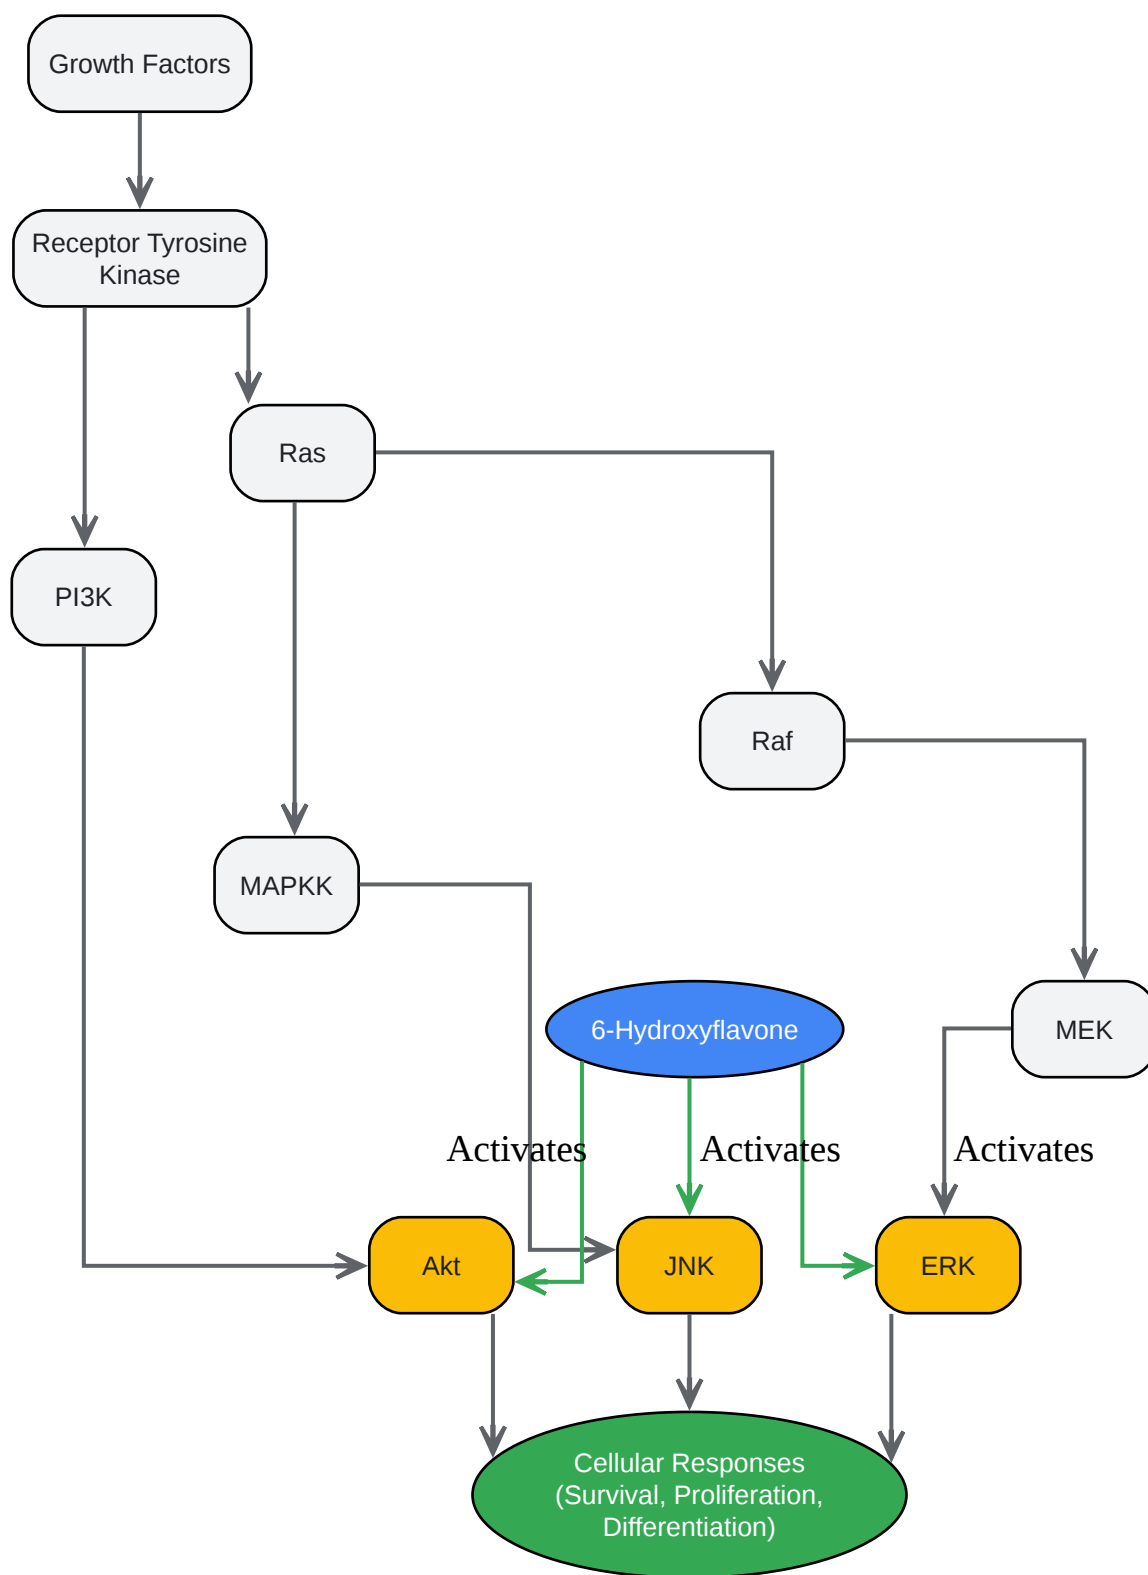 Growth Factors
Receptor Tyrosine
Kinase
Ras
PI3K
Raf
MAPKK
6-Hydroxyflavone
MEK
Activates
Activates
Activates
Akt
JNK
ERK
Cellular Responses
(Survival, Proliferation,
Differentiation)